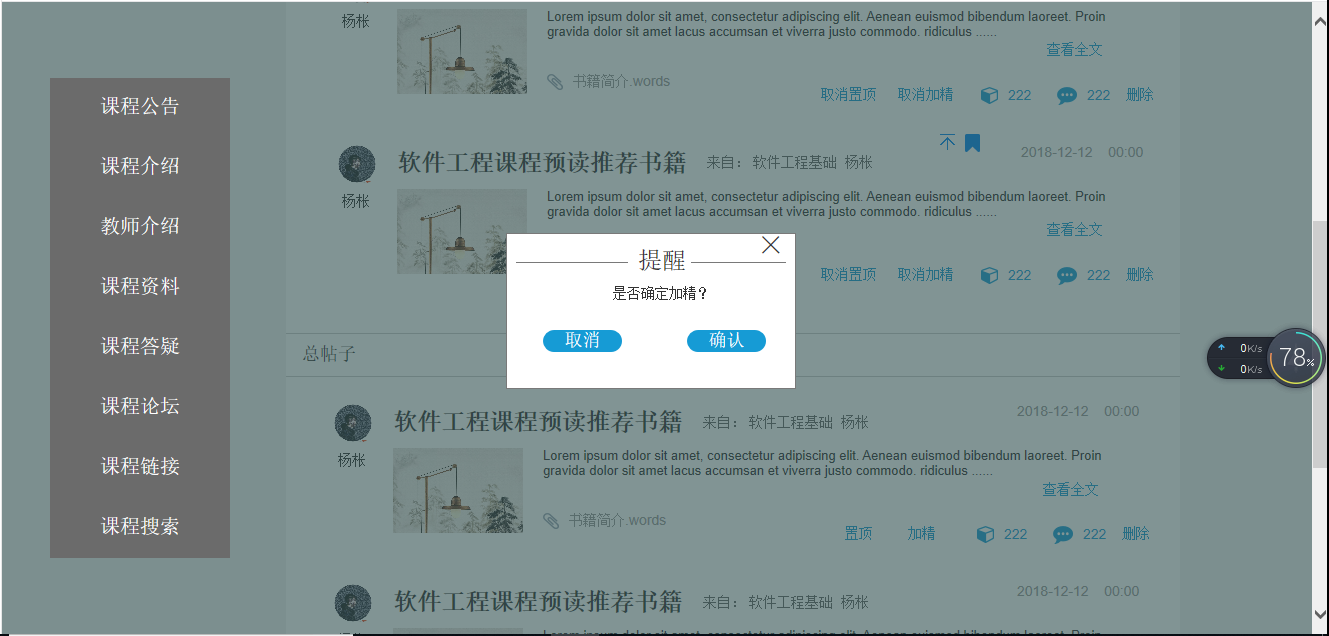 杨枨
Lorem ipsum dolor sit amet, consectetur adipiscing elit. Aenean euismod bibendum laoreet. Proin
gravida dolor sit amet lacus accumsan et viverra justo commodo. ridiculus ......
查看全文
书籍简介.words
取消置顶 取消加精 222 222 删除
课程公告
课程介绍
教师介绍
课程资料
课程答疑
课程论坛
课程链接
课程搜索
软件工程课程预读推荐书籍 来自：软件工程基础 杨枨
2018-12-12 00:00
杨枨
Lorem ipsum dolor sit amet, consectetur adipiscing elit. Aenean euismod bibendum laoreet. Proin
gravida dolor sit amet lacus accumsan et viverra justo commodo. ridiculus ......
查看全文
取消置顶 取消加精 222 222 删除
提醒
是否确定加精？
取消 确认
总帖子
0K/s
0K/s
78%
软件工程课程预读推荐书籍 来自：软件工程基础 杨枨
2018-12-12 00:00
杨枨
Lorem ipsum dolor sit amet, consectetur adipiscing elit. Aenean euismod bibendum laoreet. Proin
gravida dolor sit amet lacus accumsan et viverra justo commodo. ridiculus ......
查看全文
书籍简介.words
置顶 加精 222 222 删除
软件工程课程预读推荐书籍 来自：软件工程基础 杨枨
2018-12-12 00:00